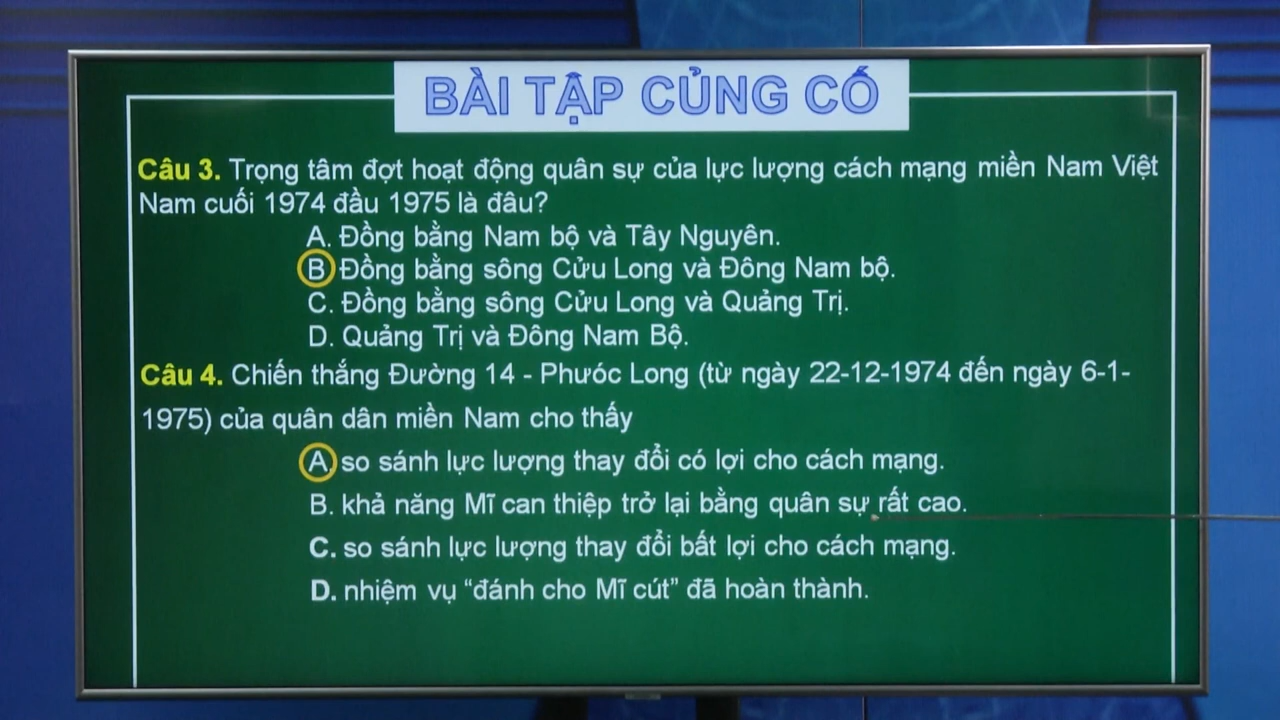 BÀI TẬP CỦNG CỐ
Câu 3. Trọng tâm đợt hoạt động quân sự của lực lượng cách mạng miền Nam Việt
Nam cuối 1974 đầu 1975 là đâu?
A. Đồng bằng Nam bộ và Tây Nguyên.
B Đồng bằng sông Cửu Long và Đông Nam bộ.
C. Đồng bằng sông Cửu Long và Quảng Trị.
D. Quảng Trị và Đông Nam Bộ.
Câu 4. Chiến thắng Đường 14 - Phước Long (từ ngày 22-12-1974 đến ngày 6-1-
1975) của quân dân miền Nam cho thấy
A. so sánh lực lượng thay đổi có lợi cho cách mạng.
B. khả năng Mĩ can thiệp trở lại bằng quân sự rất cao.
C. so sánh lực lượng thay đổi bất lợi cho cách mạng.
D. nhiệm vụ “đánh cho Mĩ cút” đã hoàn thành.